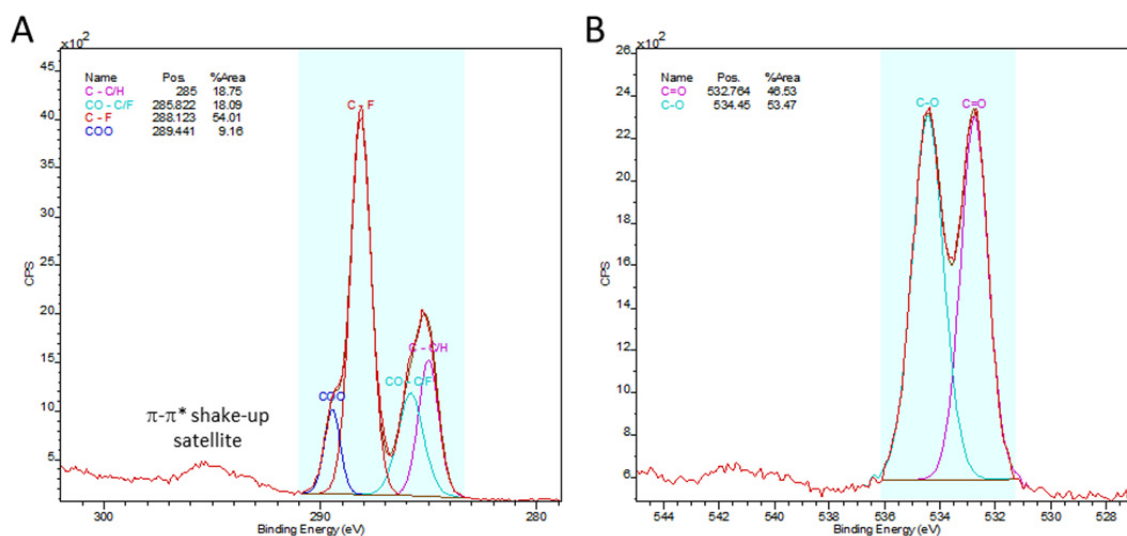 A
x10²
Name Pos. %Area
C - C/H 285 18.75
CO - C/F 285.822 18.09
C - F 288.123 54.01
COO 289.441 9.16
C - F
C - C/H
CO - C/F
COO
π-π* shake-up
satellite
CPS
45
40
35
30
25
20
15
10
5
300 290 280
Binding Energy (eV)
B
x10²
Name Pos. %Area
C=O 532.764 46.53
C-O 534.45 53.47
C-O C=O
CPS
26
24
22
20
18
16
14
12
10
8
6
544 542 540 538 536 534 532 530 528
Binding Energy (eV)